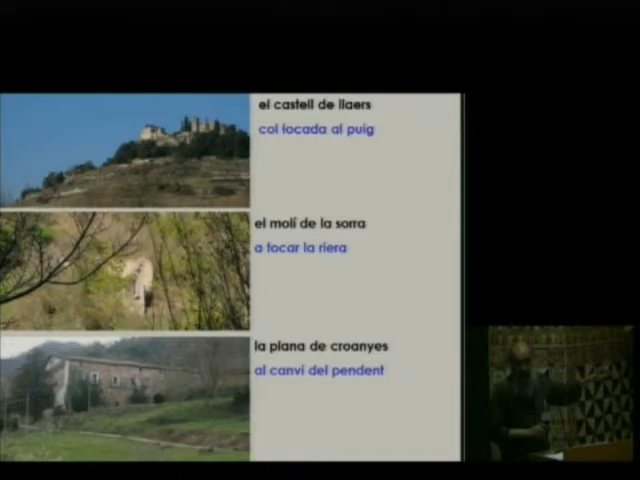 el castell de llaers
col·locada al puig
el molí de la sorra
a tocar la riera
la plana de croanyes
al canvi del pendent